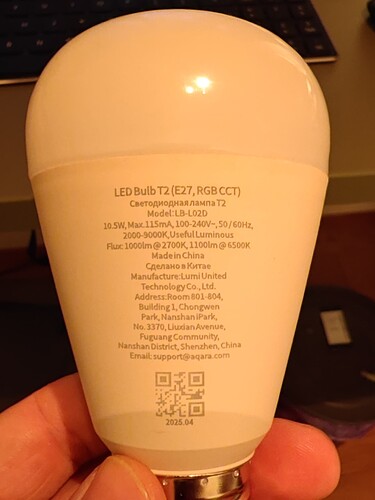 LED Bulb T2 (E27, RGB CCT)
Светодиодная лампа T2
Model: LB-L02D
10.5W, Max.115mA, 100-240V~, 50/60Hz,
2000-9000K, Useful Luminous
Flux: 1000lm@2700K, 1100lm@6500K
Made in China
Сделано в Китае
Manufacture: Lumi United
Technology Co., Ltd.
Address: Room 801-804,
Building 1, Chongwen
Park, Nanshan iPark,
No. 3370, Liuxian Avenue,
Fuguang Community,
Nanshan District, Shenzhen, China
Email: support@aqara.com
2025.04